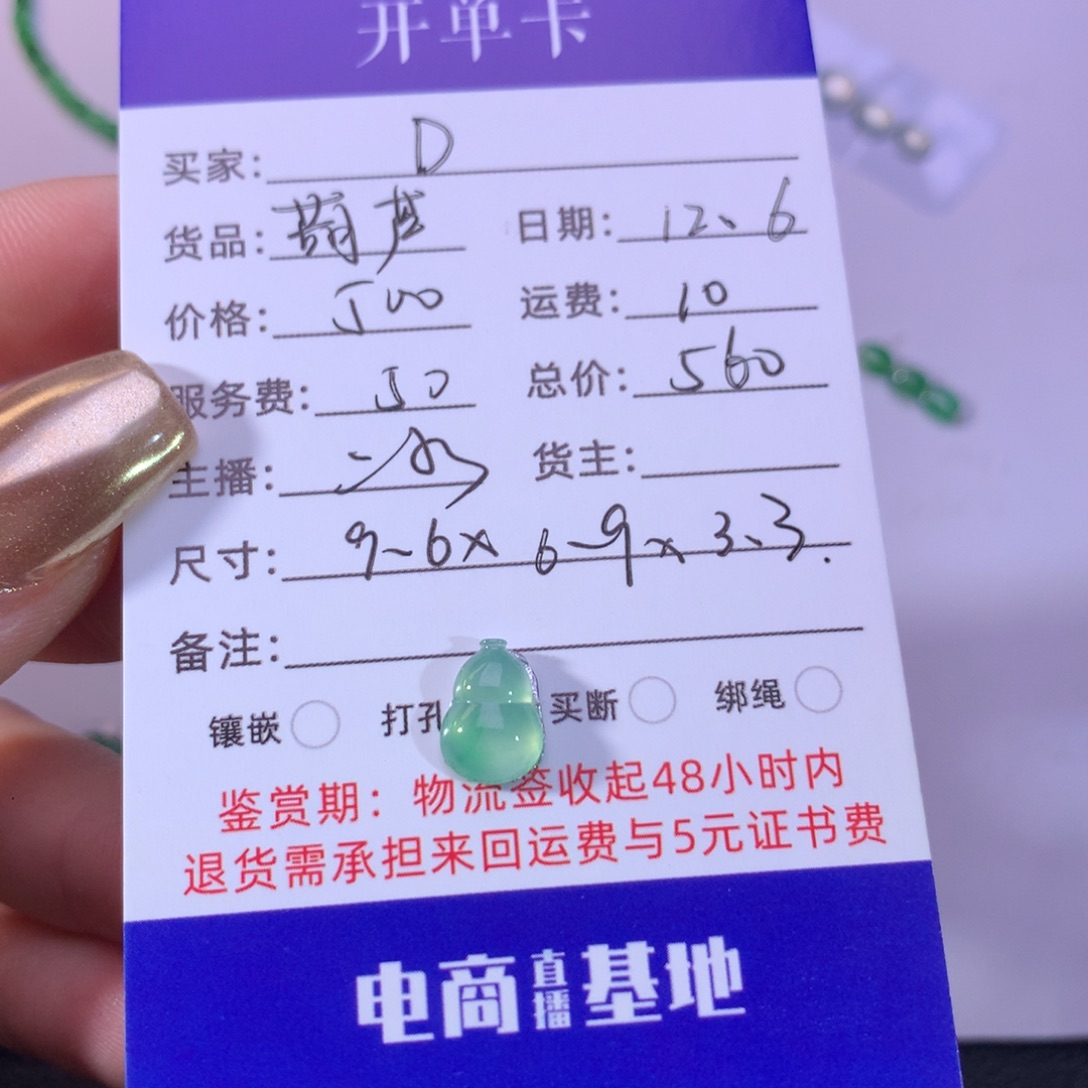 开单卡
买家: D
货品: 葫芦 日期: 12、6
价格: 500 运费: 10
服务费: 50 总价: 560
主播: 货主:
尺寸: 9、6x 6、9x 3、3.
备注:
镶嵌 打孔 买断 绑绳
鉴赏期：物流签收起48小时内
退货需承担来回运费与5元证书费
电商直播基地